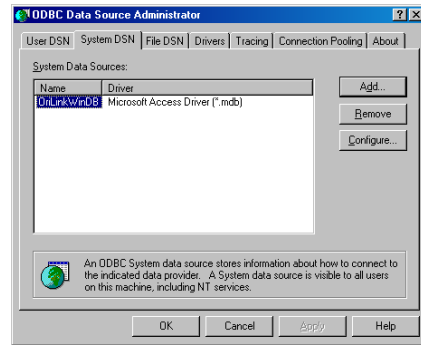 ODBC Data Source Administrator
User DSN System DSN File DSN Drivers Tracing Connection Pooling About
System Data Sources:
Name Driver
OriLinkWinDB Microsoft Access Driver (*.mdb)
Add...
Remove
Configure...
An ODBC System data source stores information about how to connect to
the indicated data provider. A System data source is visible to all users
on this machine, including NT services.
OK Cancel Apply Help